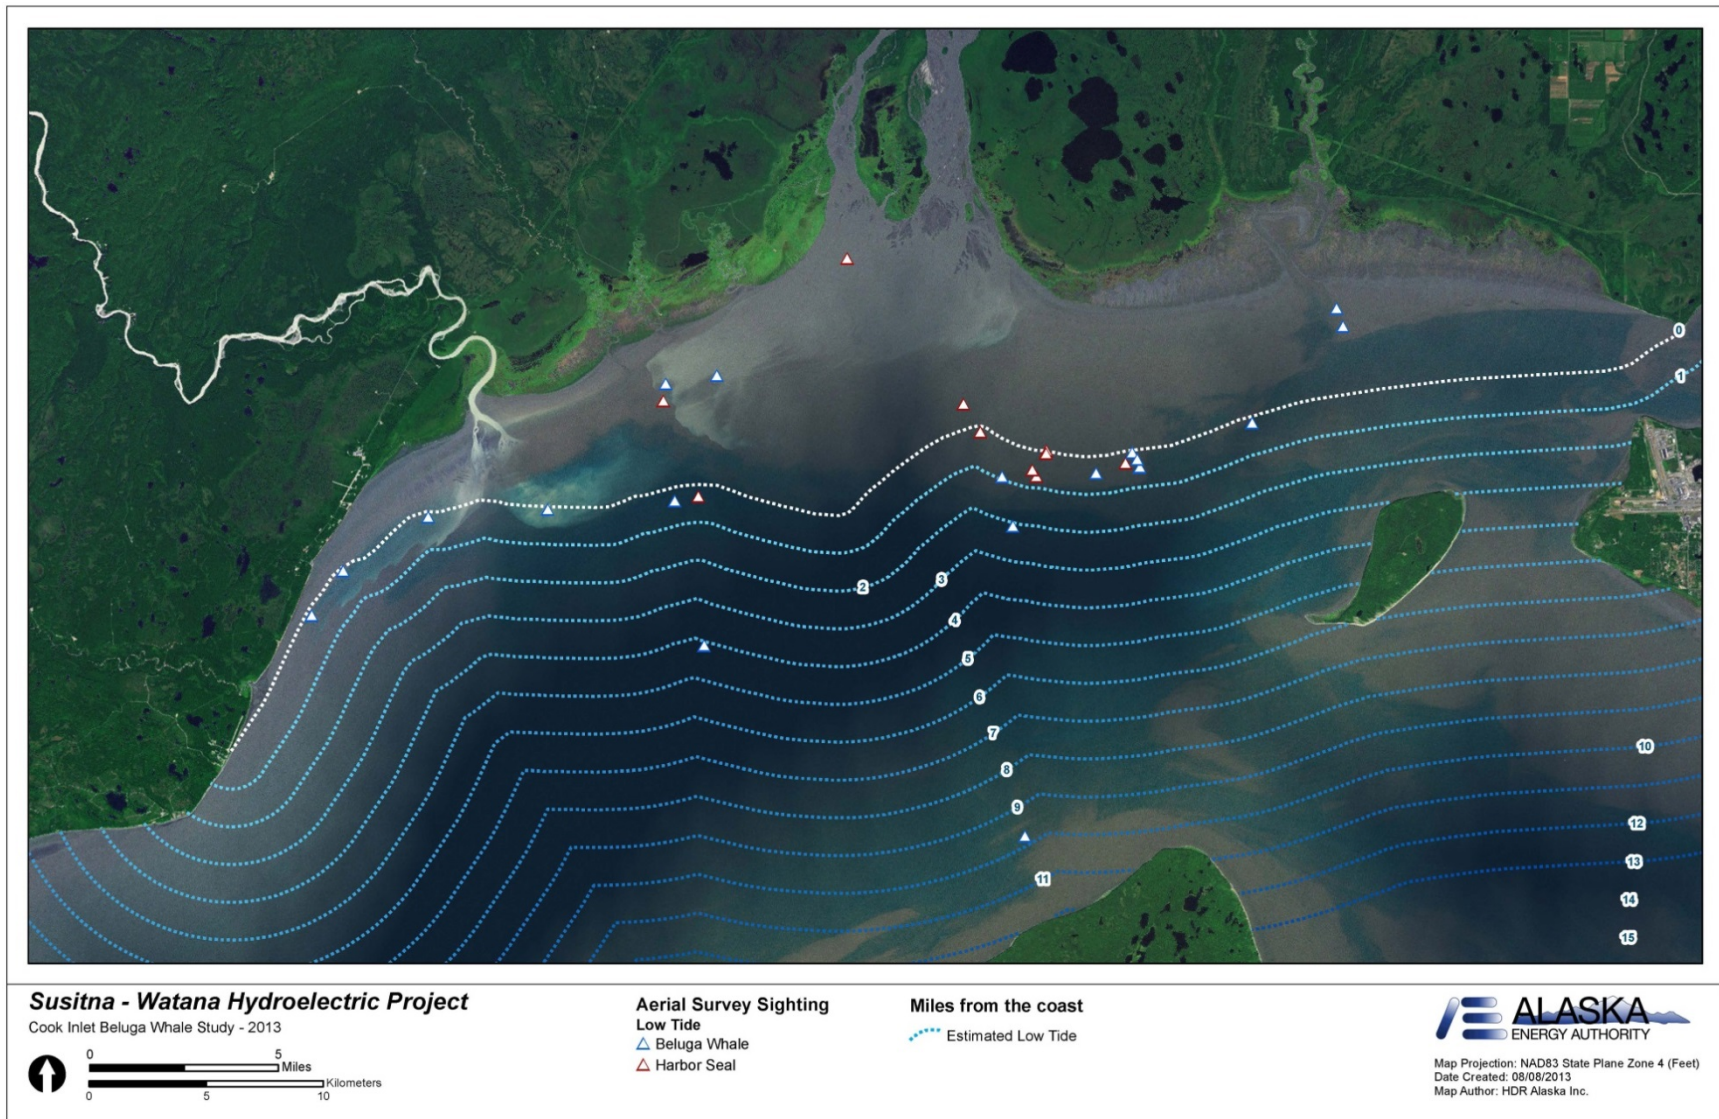 0
1
2
3
4
5
6
7
8
9
10
11
12
13
14
15
Susitna - Watana Hydroelectric Project
Cook Inlet Beluga Whale Study - 2013
0 5
Miles
Kilometers
0 5 10
Aerial Survey Sighting
Low Tide
Beluga Whale
Harbor Seal
Miles from the coast
Estimated Low Tide
ALASKA
ENERGY AUTHORITY
Map Projection: NAD83 State Plane Zone 4 (Feet)
Date Created: 08/08/2013
Map Author: HDR Alaska Inc.